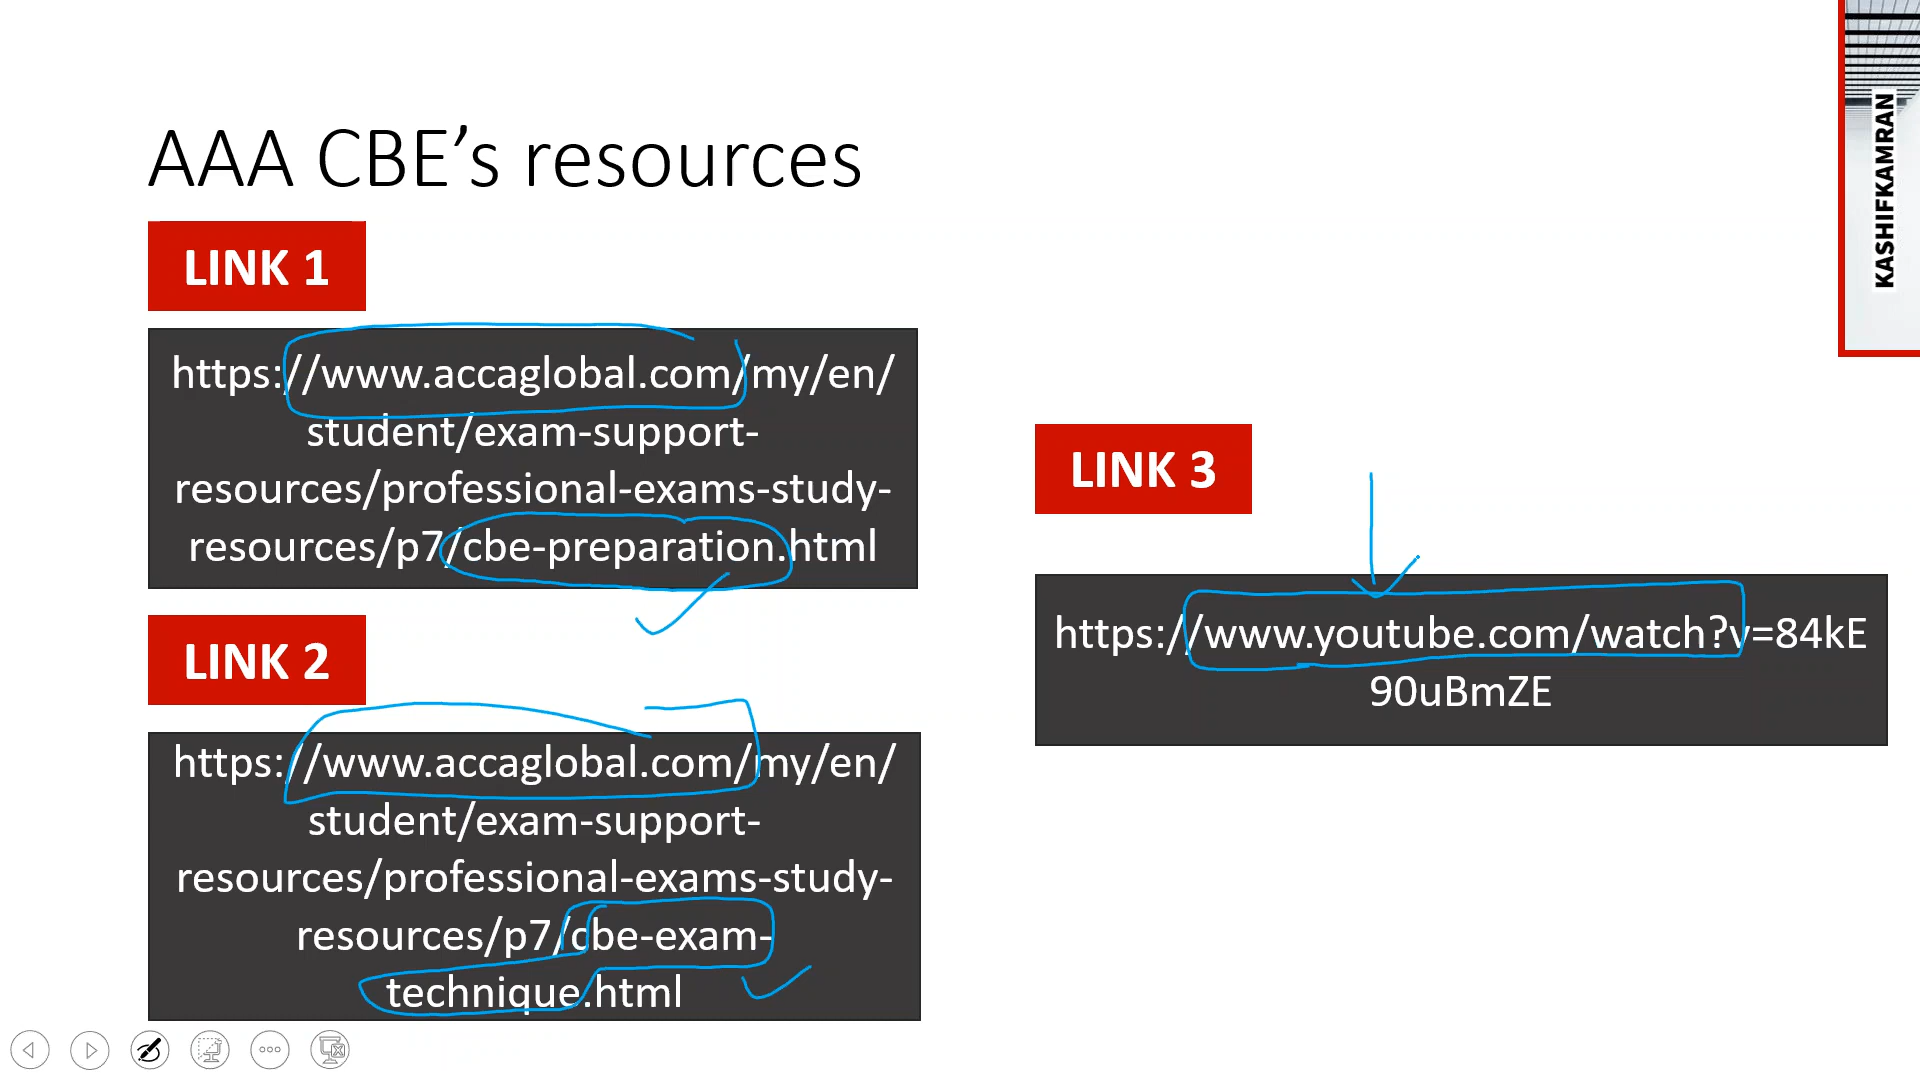 AAA CBE’s resources
LINK 1
https://www.accaglobal.com/my/en/
student/exam-support-
resources/professional-exams-study-
resources/p7/cbe-preparation.html
LINK 2
https://www.accaglobal.com/my/en/
student/exam-support-
resources/professional-exams-study-
resources/p7/cbe-exam-
technique.html
LINK 3
https://www.youtube.com/watch?v=84kE
90uBmZE
KASHIFKAMRAN